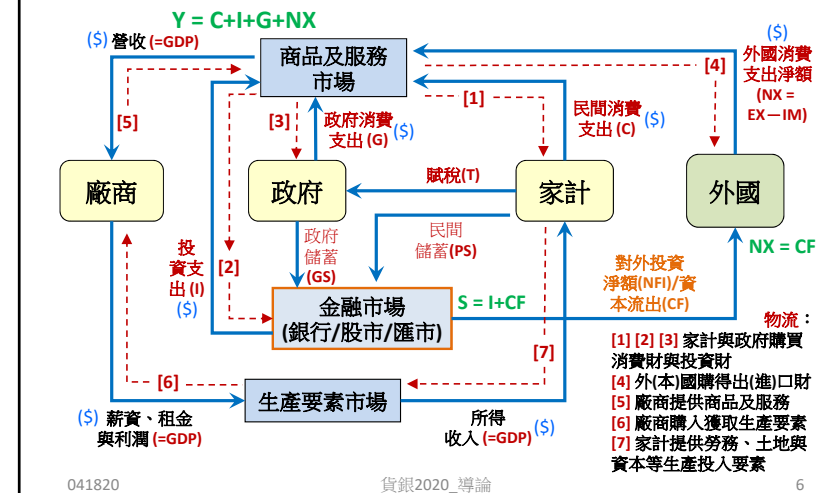 Y = C+I+G+NX
($) 營收 (=GDP)
商品及服務
市場
($)
外國消費
支出淨額
(NX =
EX－IM)
[4]
[1]
[3]
[5]
政府消費
支出 (G) ($)
民間消費
支出 (C) ($)
廠商
政府
賦稅(T)
家計
外國
投
資支
出 (I)
($)
[2]
政府
儲蓄
(GS)
民間
儲蓄(PS)
NX = CF
對外投資
淨額(NFI)/資
本流出(CF)
金融市場
(銀行/股市/匯市)
S = I+CF
[7]
[6]
生產要素市場
($) 薪資、租金
與利潤 (=GDP)
所得
收入 (=GDP) ($)
物流：
[1] [2] [3] 家計與政府購買
消費財與投資財
[4] 外(本)國購得出(進)口財
[5] 廠商提供商品及服務
[6] 廠商購入獲取生產要素
[7] 家計提供勞務、土地與
資本等生產投入要素
041820
貨銀2020_導論
6